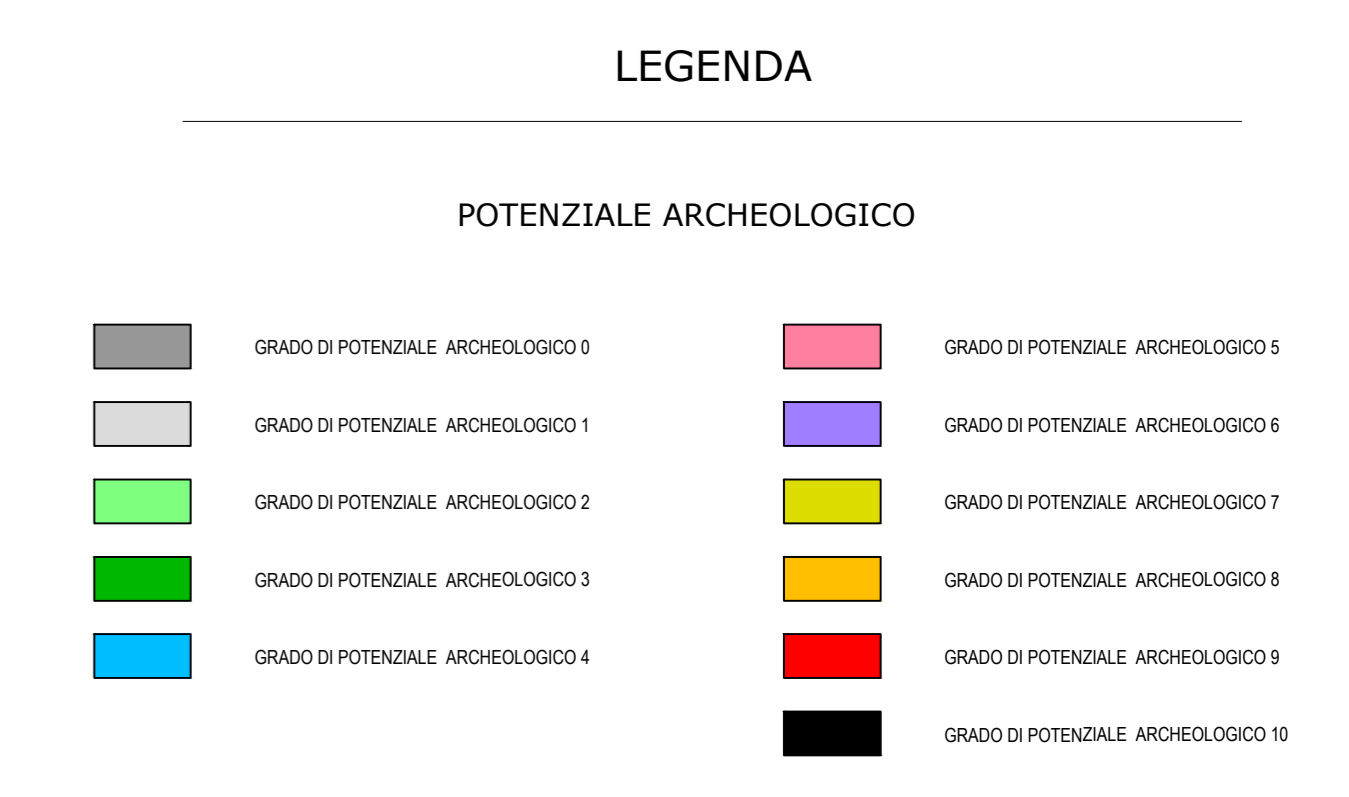 LEGENDA
POTENZIALE ARCHEOLOGICO
GRADO DI POTENZIALE ARCHEOLOGICO 0
GRADO DI POTENZIALE ARCHEOLOGICO 1
GRADO DI POTENZIALE ARCHEOLOGICO 2
GRADO DI POTENZIALE ARCHEOLOGICO 3
GRADO DI POTENZIALE ARCHEOLOGICO 4
GRADO DI POTENZIALE ARCHEOLOGICO 5
GRADO DI POTENZIALE ARCHEOLOGICO 6
GRADO DI POTENZIALE ARCHEOLOGICO 7
GRADO DI POTENZIALE ARCHEOLOGICO 8
GRADO DI POTENZIALE ARCHEOLOGICO 9
GRADO DI POTENZIALE ARCHEOLOGICO 10